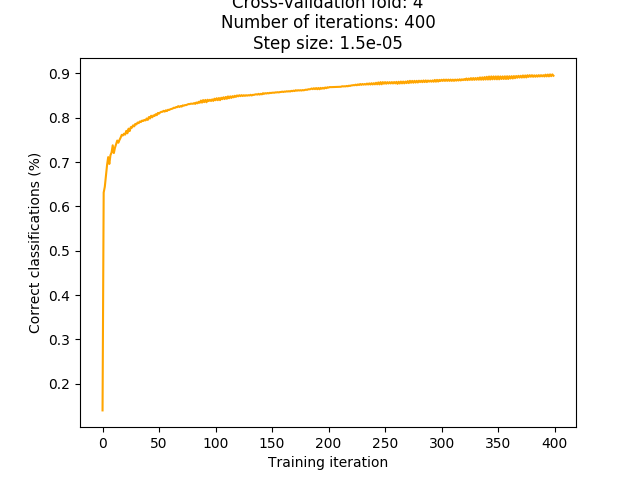 Cross-validation fold: 4
Number of iterations: 400
Step size: 1.5e-05
0.9
0.8
0.7
0.6
0.5
0.4
0.3
0.2
Correct classifications (%)
0 50 100 150 200 250 300 350 400
Training iteration